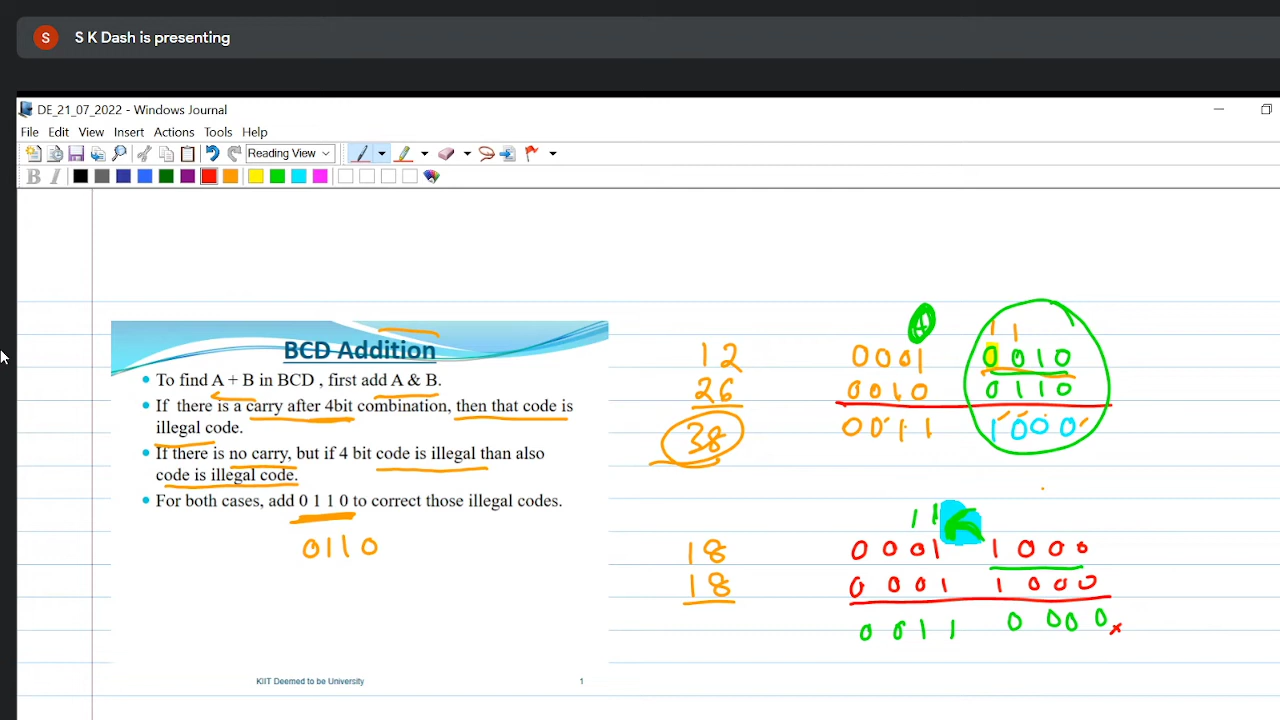 S
S K Dash is presenting
DE_21_07_2022 - Windows Journal
File Edit View Insert Actions Tools Help
Reading View
B I
BCD Addition
To find A + B in BCD , first add A & B.
If there is a carry after 4bit combination, then that code is
illegal code.
If there is no carry, but if 4 bit code is illegal than also
code is illegal code.
For both cases, add 0 1 1 0 to correct those illegal codes.
0110
KIIT Deemed to be University
1
1 1
12 0001 0010
26 0010 0110
38 0011 1000
1 1
18 0001 1000
18 0001 1000
0011 0000